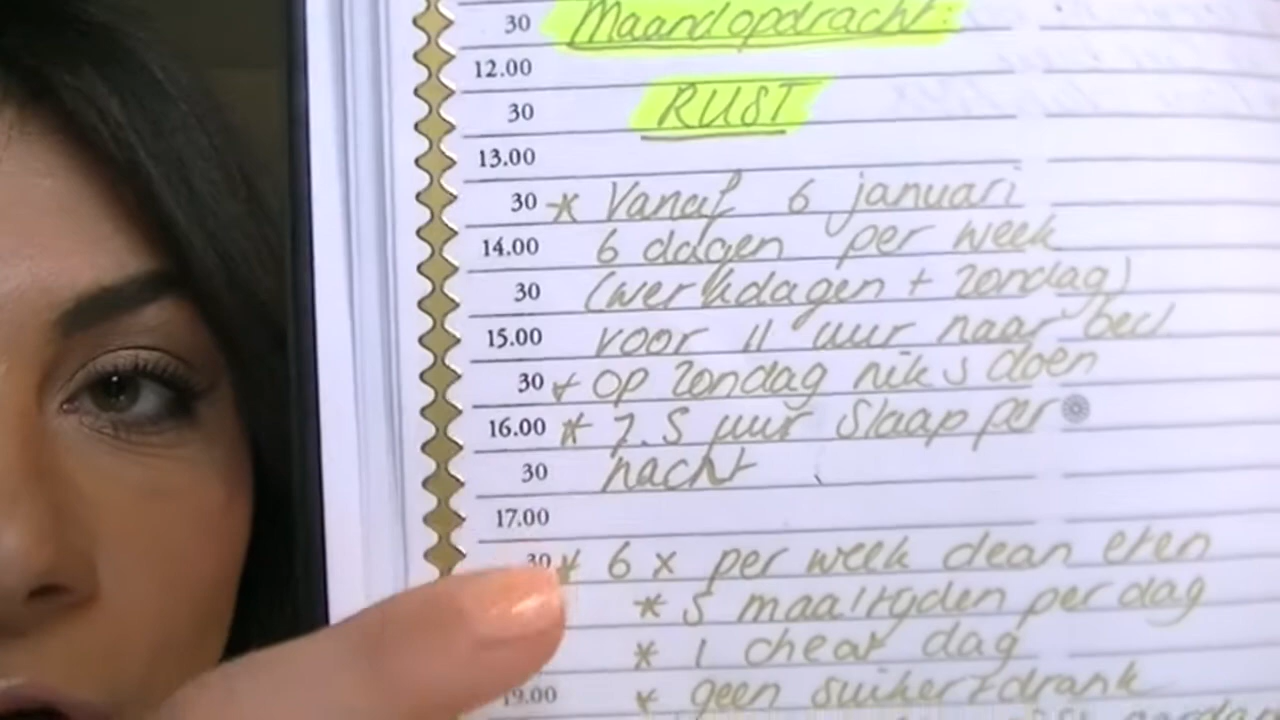 30 Maandopdracht:
12.00
30 RUST
13.00
30 * Vanaf 6 januari
14.00 6 dagen per week
30 (werkdagen + zondag)
15.00 voor 11 uur naar bed
30 * op zondag niks doen
16.00 * 7.5 uur slaap per
30 nacht
17.00
30 * 6 x per week clean eten
* 5 maaltijden per dag
* 1 cheat dag
19.00 * geen suiker + drank